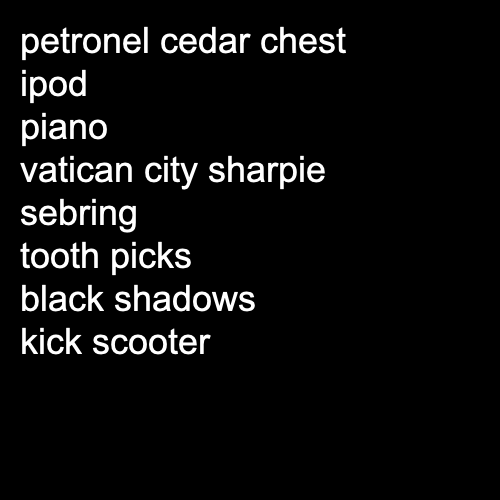 petronel cedar chest
ipod
piano
vatican city sharpie
sebring
tooth picks
black shadows
kick scooter